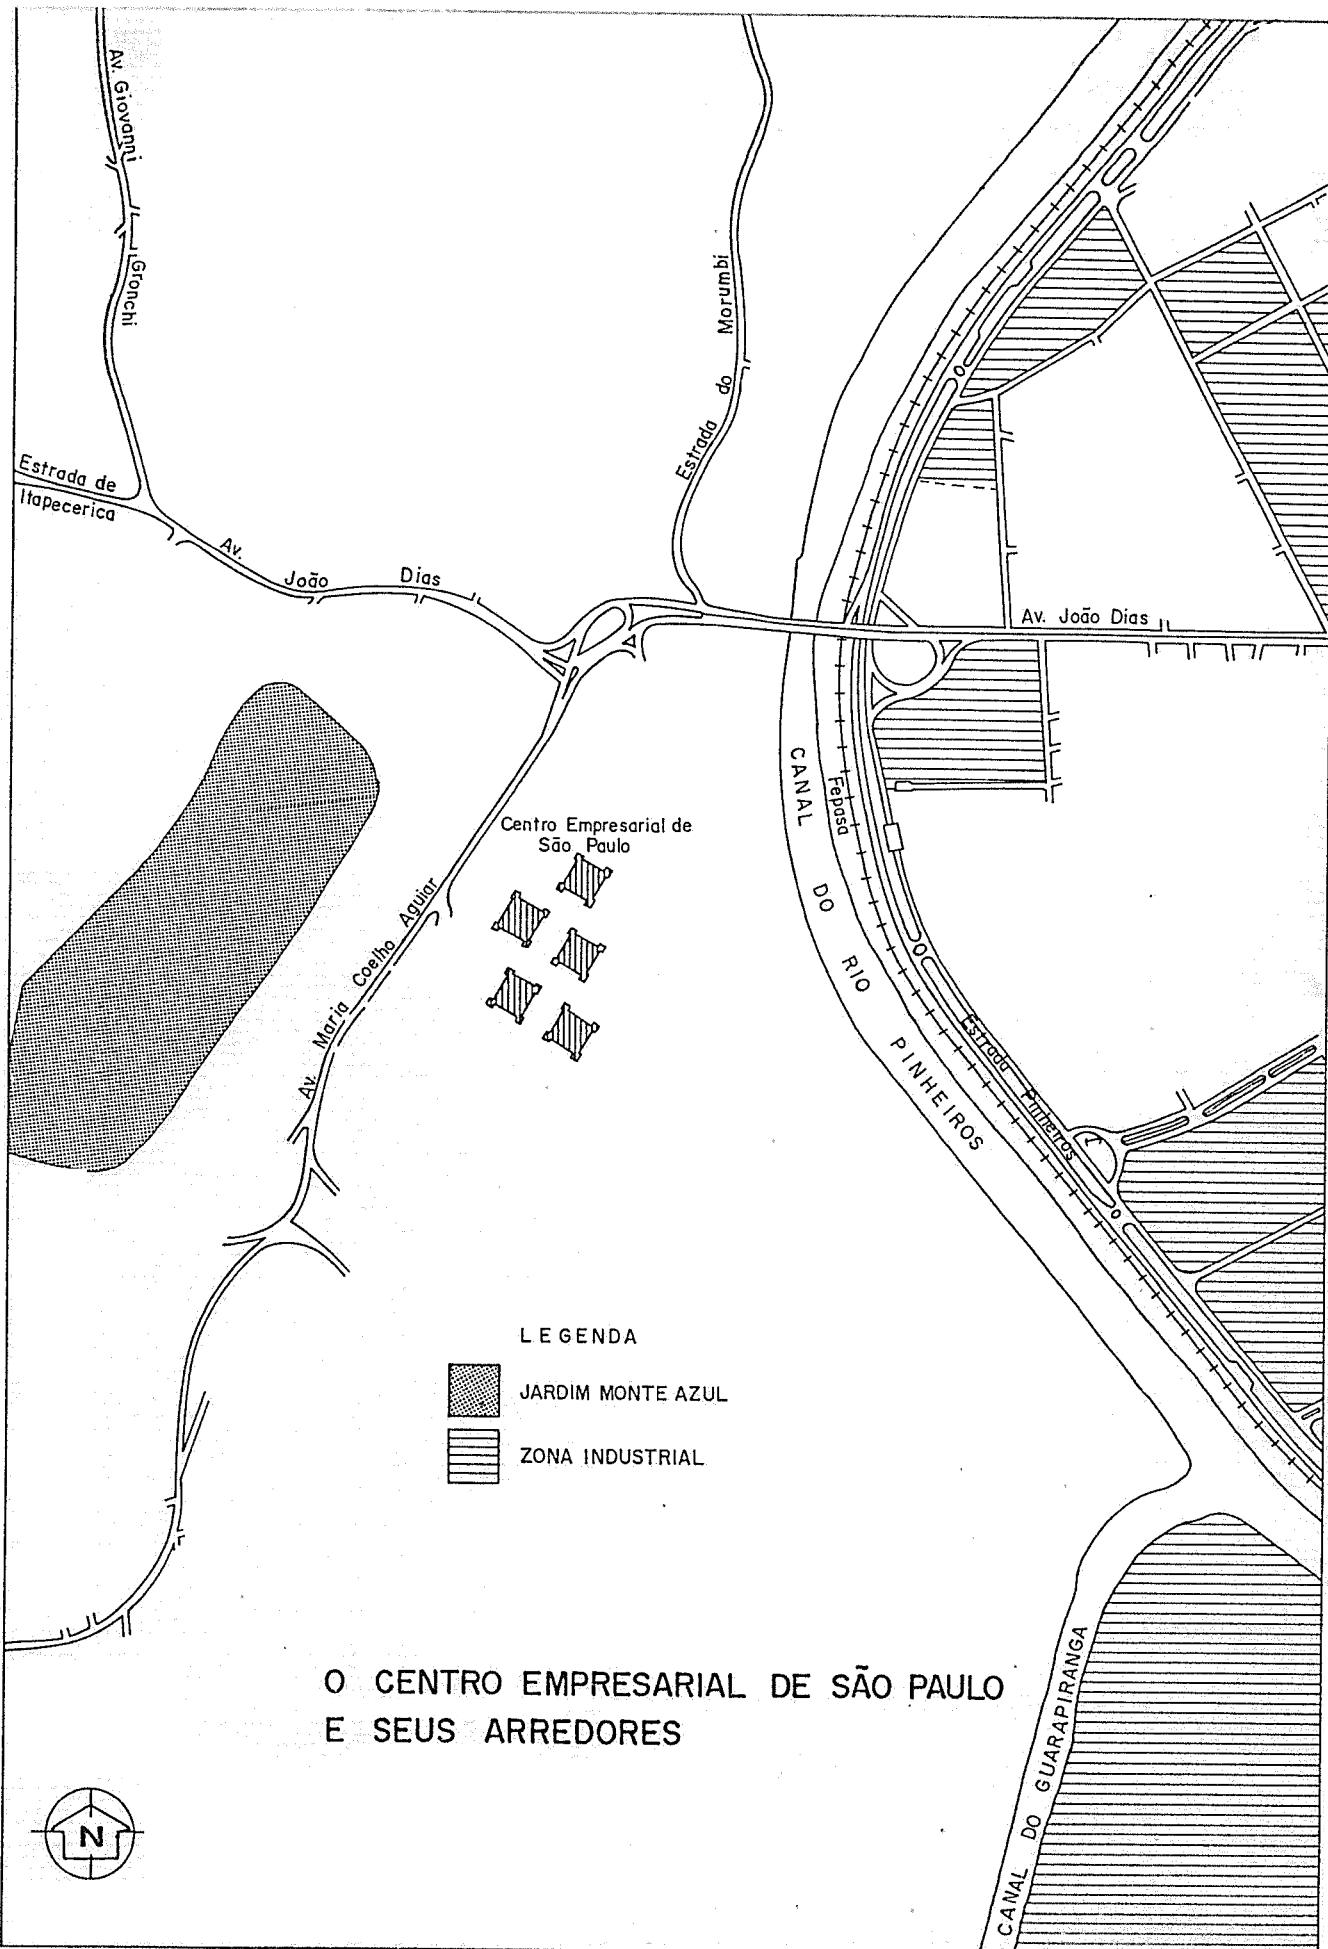 Av. Giovanni
Gronchi
Estrada do Morumbi
Estrada de
Itapecerica
Av. João Dias
Av. João Dias
Centro Empresarial de
São Paulo
Av. Maria Coelho Aguiar
CANAL DO RIO PINHEIROS
Fepasa
Estrada Pinheiros
LEGENDA
JARDIM MONTE AZUL
ZONA INDUSTRIAL
O CENTRO EMPRESARIAL DE SÃO PAULO
E SEUS ARREDORES
CANAL DO GUARAPIRANGA
N